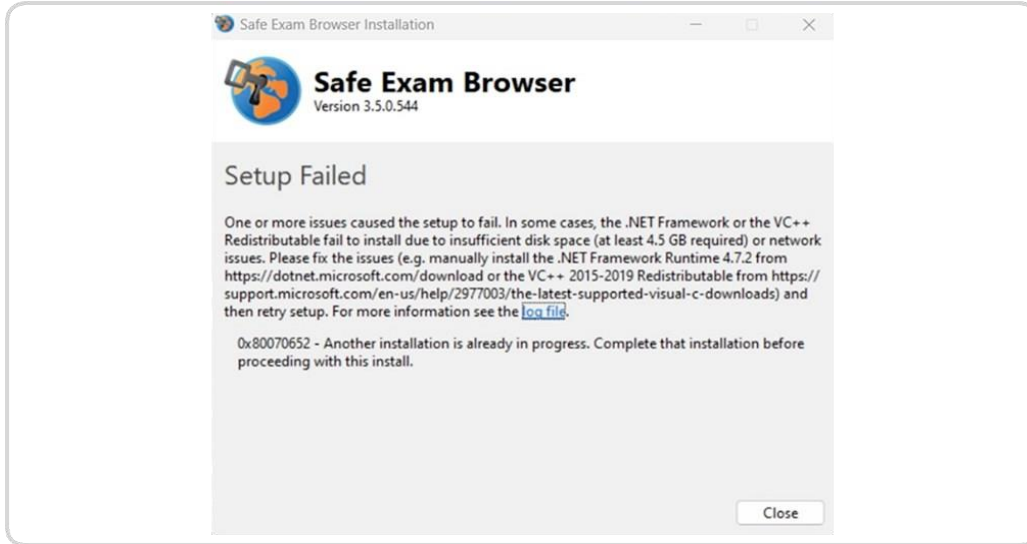 Safe Exam Browser Installation
Safe Exam Browser
Version 3.5.0.544
Setup Failed
One or more issues caused the setup to fail. In some cases, the .NET Framework or the VC++
Redistributable fail to install due to insufficient disk space (at least 4.5 GB required) or network
issues. Please fix the issues (e.g. manually install the .NET Framework Runtime 4.7.2 from
https://dotnet.microsoft.com/download or the VC++ 2015-2019 Redistributable from https://
support.microsoft.com/en-us/help/2977003/the-latest-supported-visual-c-downloads) and
then retry setup. For more information see the log file.
0x80070652 - Another installation is already in progress. Complete that installation before
proceeding with this install.
Close